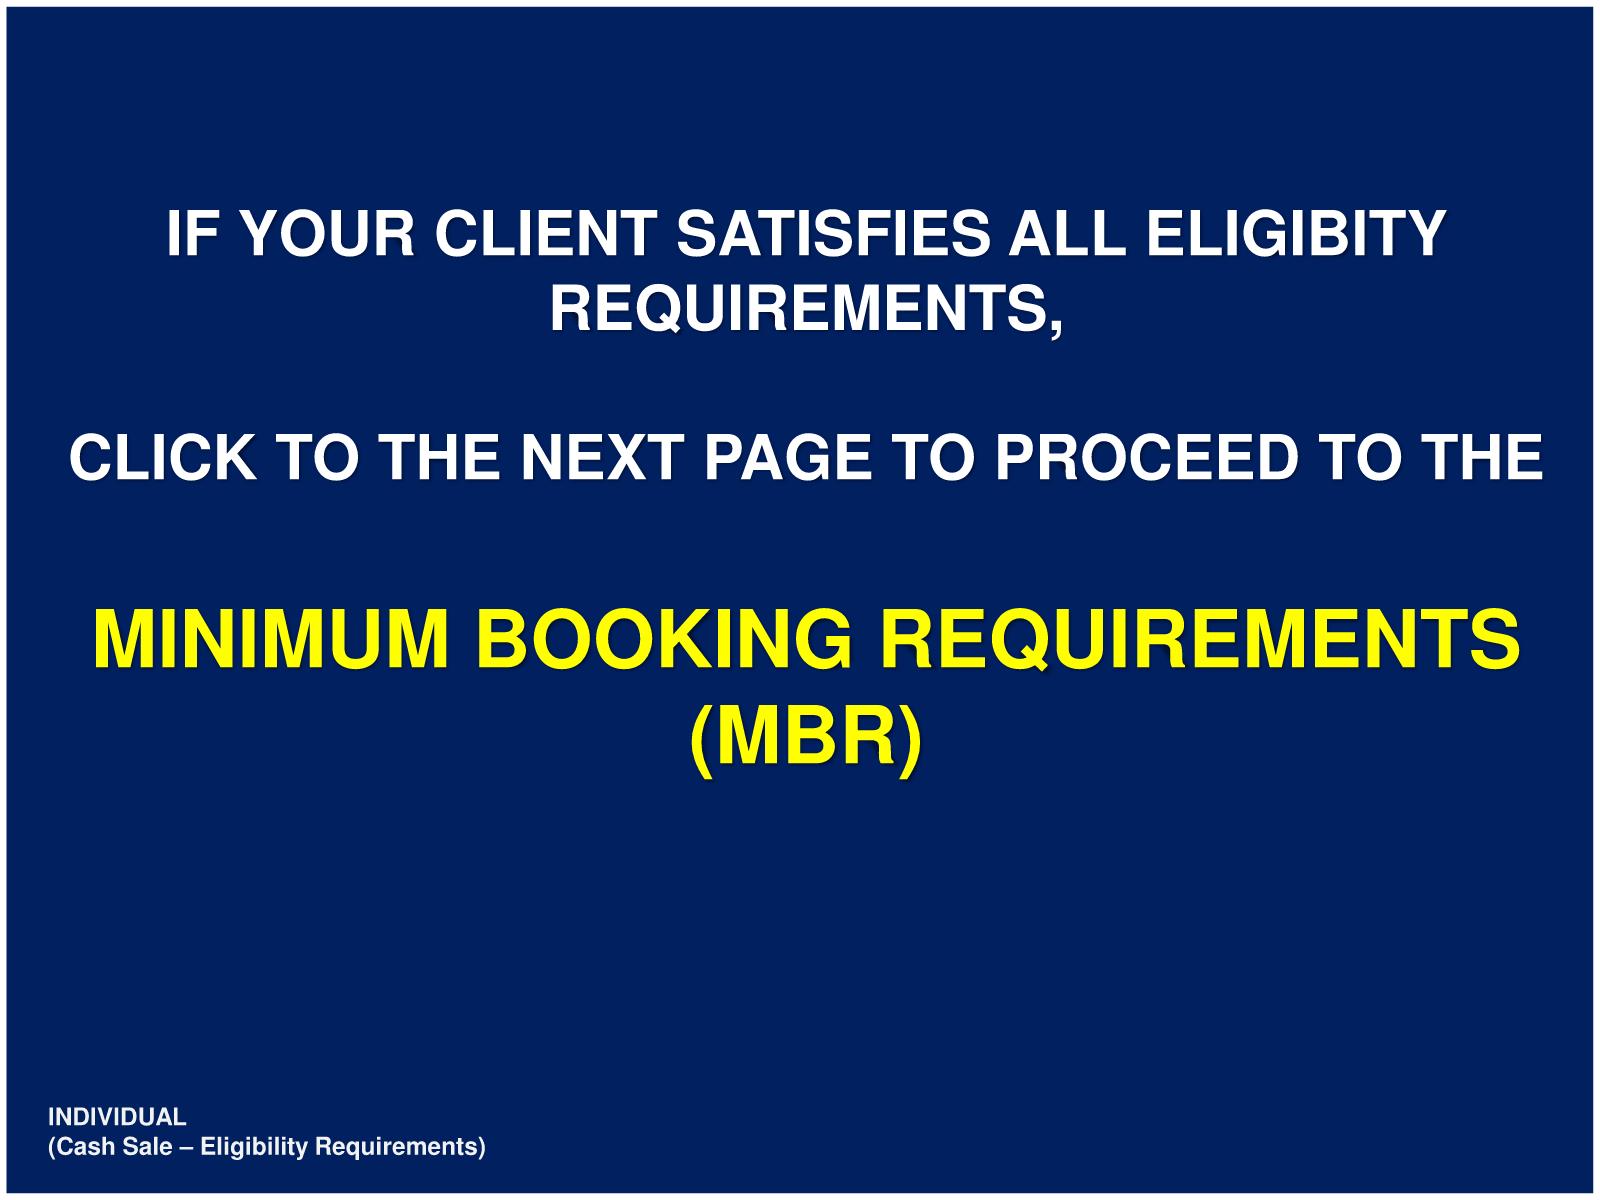 IF YOUR CLIENT SATISFIES ALL ELIGIBITY
REQUIREMENTS,
CLICK TO THE NEXT PAGE TO PROCEED TO THE
MINIMUM BOOKING REQUIREMENTS
(MBR)
INDIVIDUAL
(Cash Sale – Eligibility Requirements)